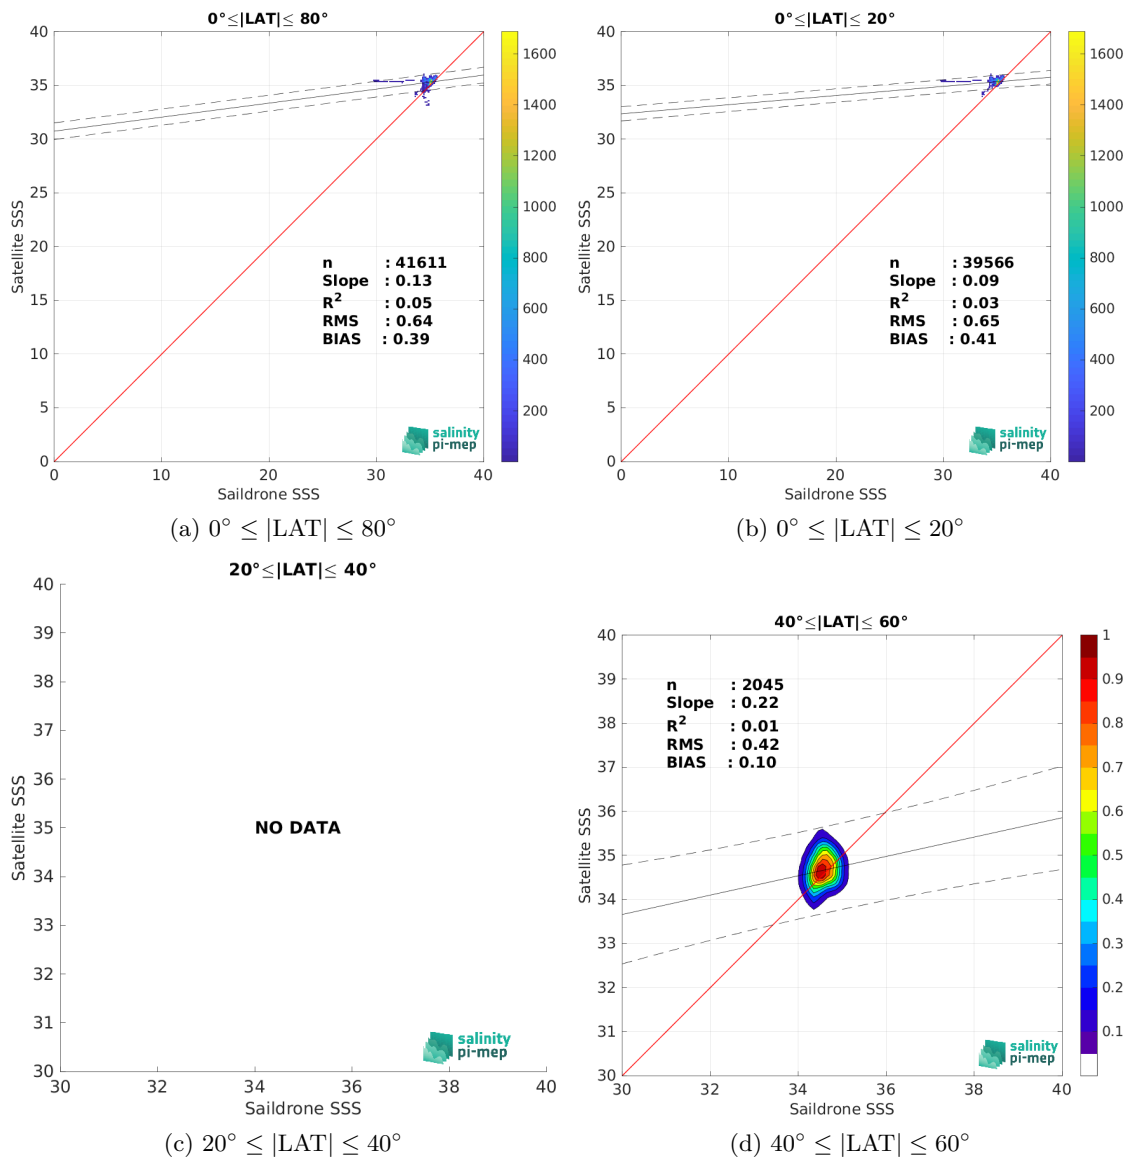 0°≤|LAT|≤ 80°
40
35
30
25
20
15
10
5
0
Satellite SSS
n : 41611
Slope : 0.13
R² : 0.05
RMS : 0.64
BIAS : 0.39
salinity
pi-mep
0 10 20 30 40
Saildrone SSS
1600
1400
1200
1000
800
600
400
200
(a) 0° ≤ |LAT| ≤ 80°
0°≤|LAT|≤ 20°
40
35
30
25
20
15
10
5
0
Satellite SSS
n : 39566
Slope : 0.09
R² : 0.03
RMS : 0.65
BIAS : 0.41
salinity
pi-mep
0 10 20 30 40
Saildrone SSS
1600
1400
1200
1000
800
600
400
200
(b) 0° ≤ |LAT| ≤ 20°
20°≤|LAT|≤ 40°
40
39
38
37
36
35
34
33
32
31
30
Satellite SSS
NO DATA
salinity
pi-mep
30 32 34 36 38 40
Saildrone SSS
(c) 20° ≤ |LAT| ≤ 40°
40°≤|LAT|≤ 60°
40
39
38
37
36
35
34
33
32
31
30
Satellite SSS
n : 2045
Slope : 0.22
R² : 0.01
RMS : 0.42
BIAS : 0.10
salinity
pi-mep
30 32 34 36 38 40
Saildrone SSS
1
0.9
0.8
0.7
0.6
0.5
0.4
0.3
0.2
0.1
(d) 40° ≤ |LAT| ≤ 60°